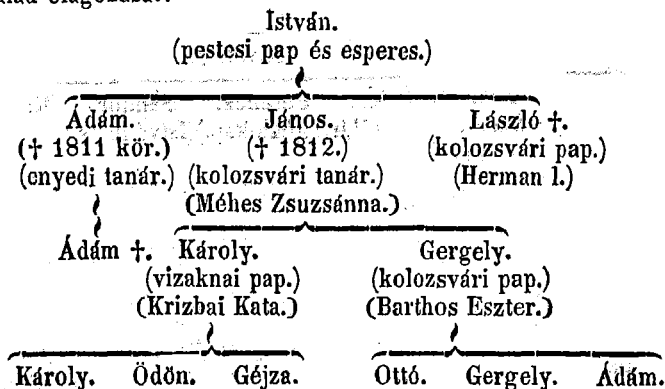 István.
(pestesi pap és esperes.)
Ádám. János. László †.
(† 1811 kör.) († 1812.) (kolozsvári pap.)
(enyedi tanár.) (kolozsvári tanár.) (Herman l.)
(Méhes Zsuzsánna.)
Ádám †. Károly. Gergely.
(vizaknai pap.) (kolozsvári pap.)
(Krizbai Kata.) (Barthos Eszter.)
Károly. Ödön. Géjza. Ottó. Gergely. Ádám.